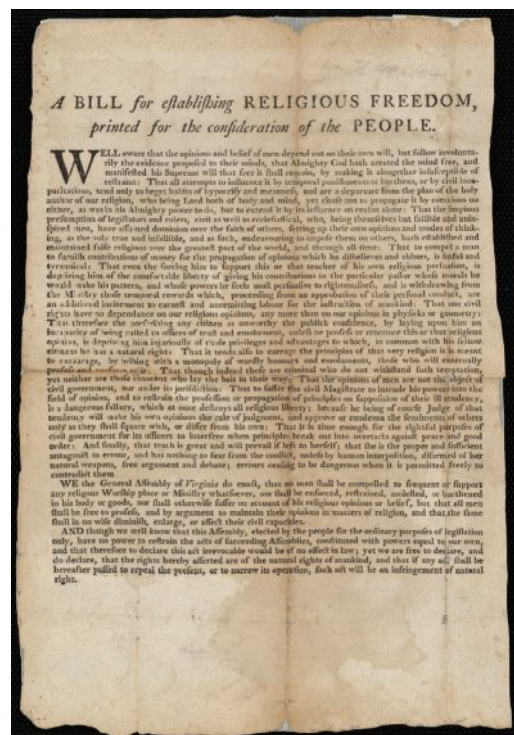 A BILL for eſtabliſhing RELIGIOUS FREEDOM,
printed for the conſideration of the PEOPLE.
WELL aware that the opinions and belief of men depend not on their own will, but follow involunta-
rily the evidence propoſed to their minds, that Almighty God hath created the mind free, and
manifeſted his Supreme will that free it ſhall remain, by making it altogether inſuſceptible of
reſtraint: That all attempts to influence it by temporal puniſhments or burthens, or by civil inca-
pacitations, tend only to beget habits of hypocriſy and meanneſs, and are a departure from the plan of the holy
author of our religion, who being Lord both of body and mind, yet choſe not to propagate it by coercions on
either, as was in his Almighty power to do, but to extend it by its influence on reaſon alone: That the impious
preſumption of legiſlators and rulers, civil as well as eccleſiaſtical, who, being themſelves but fallible and unin-
ſpired men, have aſſumed dominion over the faith of others, ſetting up their own opinions and modes of think-
ing, as the only true and infallible, and as ſuch, endeavouring to impoſe them on others, hath eſtabliſhed and
maintained falſe religions over the greateſt part of the world, and through all time: That to compel a man
to furniſh contributions of money for the propagation of opinions which he diſbelieves and abhors, is ſinful and
tyrannical: That even the forcing him to ſupport this or that teacher of his own religious perſuaſion, is
depriving him of the comfortable liberty of giving his contributions to the particular paſtor whoſe morals he
would make his pattern, and whoſe powers he feels moſt perſuaſive to righteouſneſs, and is withdrawing from
the Miniſtry thoſe temporal rewards which, proceeding from an approbation of their perſonal conduct, are
an additional incitement to earneſt and unremitting labour for the inſtruction of mankind: That our civil
rights have no dependance on our religious opinions, any more than on our opinions in phyſicks or geometry:
That therefore the proſcribing any citizen as unworthy the publick confidence, by laying upon him an
incapacity of being called to offices of truſt and emolument, unleſs he profeſs or renounce this or that religious
opinion, is depriving him injuriouſly of thoſe privileges and advantages to which, in common with his fellow
citizens he has a natural right: That it tends alſo to corrupt the principles of that very religion it is meant
to encourage, by bribing with a monopoly of worldly honours and emoluments, thoſe who will externally
profeſs and conform to it: That though indeed theſe are criminal who do not withſtand ſuch temptation,
yet neither are thoſe innocent who lay the bait in their way: That the opinions of men are not the object of
civil government, nor under its juriſdiction: That to ſuffer the civil Magiſtrate to intrude his powers into the
field of opinion, and to reſtrain the profeſſion or propagation of principles on ſuppoſition of their ill tendency,
is a dangerous fallacy, which at once deſtroys all religious liberty; becauſe he being of courſe Judge of that
tendency will make his own opinions the rule of judgment, and approve or condemn the ſentiments of others
only as they ſhall ſquare with, or differ from his own: That it is time enough for the rightful purpoſes of
civil government for its officers to interfere when principles break out into overt acts againſt peace and good
order: And finally, that truth is great and will prevail if left to herſelf; that ſhe is the proper and ſufficient
antagoniſt to errour, and has nothing to fear from the conflict, unleſs by human interpoſition, diſarmed of her
natural weapons, free argument and debate; errours ceaſing to be dangerous when it is permitted freely to
contradict them
WE the General Aſſembly of Virginia do enact, that no man ſhall be compelled to frequent or ſupport
any religious Worſhip place or Miniſtry whatſoever, nor ſhall be enforced, reſtrained, moleſted, or burthened
in his body or goods, nor ſhall otherwiſe ſuffer on account of his religious opinions or belief, but that all men
ſhall be free to profeſs, and by argument to maintain their opinions in matters of religion, and that the ſame
ſhall in no wiſe diminiſh, enlarge, or affect their civil capacities.
AND though we well know that this Aſſembly, elected by the people for the ordinary purpoſes of legiſlation
only, have no power to reſtrain the acts of ſucceeding Aſſemblies, conſtituted with powers equal to our own,
and that therefore to declare this act irrevocable would be of no effect in law; yet we are free to declare, and
do declare, that the rights hereby aſſerted are of the natural rights of mankind, and that if any act ſhall be
hereafter paſſed to repeal the preſent, or to narrow its operation, ſuch act will be an infringement of natural
right.